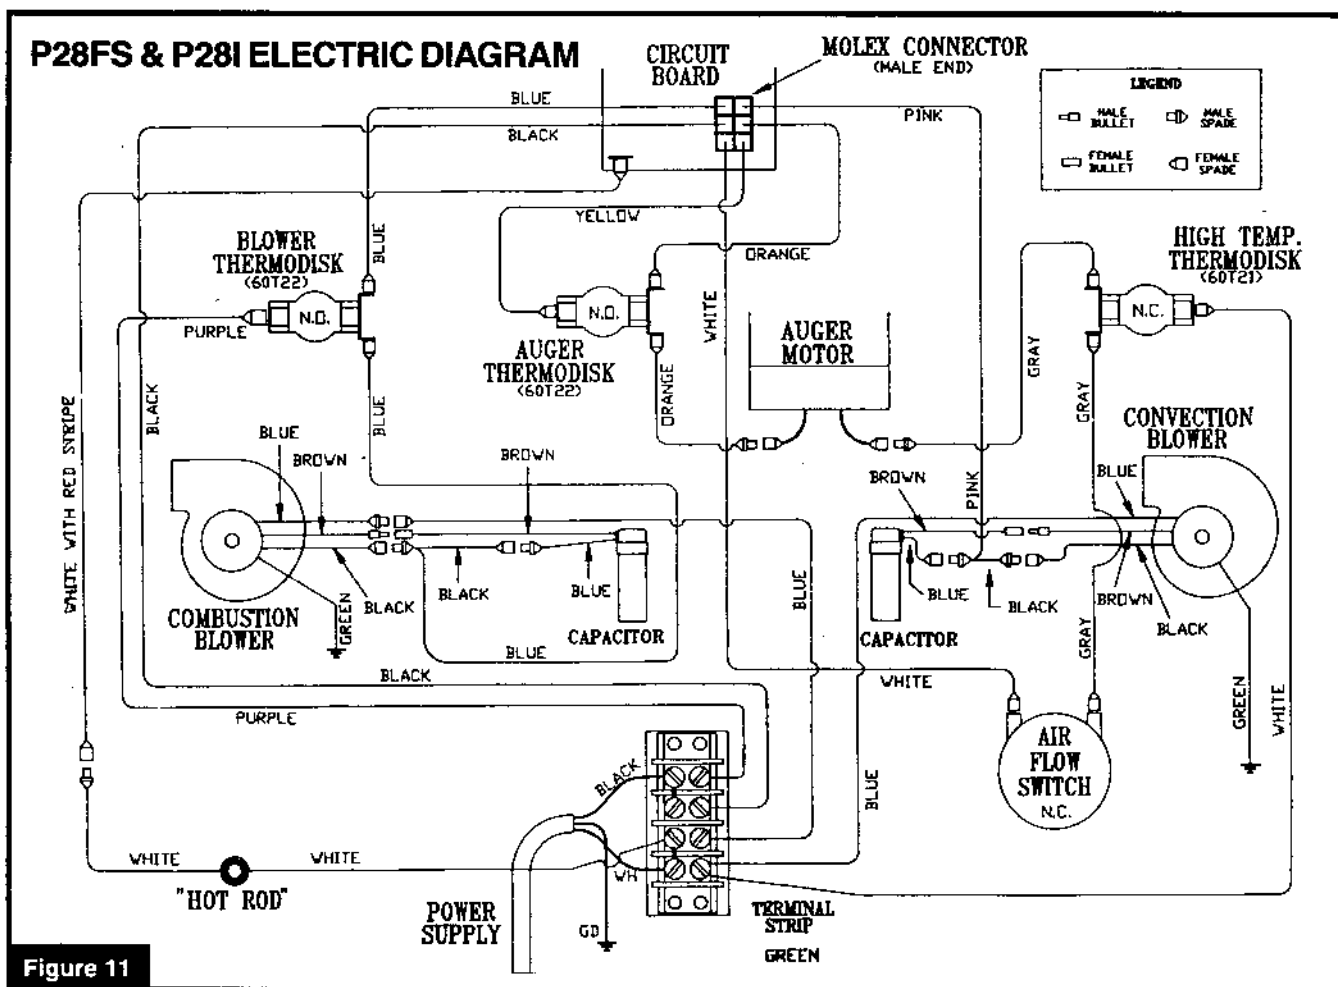 P28FS & P28I ELECTRIC DIAGRAM
CIRCUIT
BOARD
MOLEX CONNECTOR
(MALE END)
LEGEND
MALE
BULLET
MALE
SPADE
FEMALE
BULLET
FEMALE
SPADE
BLUE
BLACK
PINK
YELLOW
ORANGE
BLOWER
THERMODISK
(60T22)
N.O.
PURPLE
BLUE
N.O.
AUGER
THERMODISK
(60T22)
WHITE
AUGER
MOTOR
HIGH TEMP.
THERMODISK
(60T21)
N.C.
GRAY
GRAY
ORANGE
BLUE
BLACK
WHITE WITH RED STRIPE
CONVECTION
BLOWER
BLUE
BROWN
BROWN
BROWN
PINK
BLUE
COMBUSTION
BLOWER
GREEN
BLACK
BLACK
BLUE
CAPACITOR
BLUE
BLUE
CAPACITOR
BLUE
BLACK
BROWN
BLACK
GRAY
BLACK
PURPLE
WHITE
GREEN
WHITE
AIR
FLOW
SWITCH
N.C.
BLACK
BLUE
WHITE
WHITE
"HOT ROD"
WH
POWER
SUPPLY
GD
TERMINAL
STRIP
GREEN
Figure 11